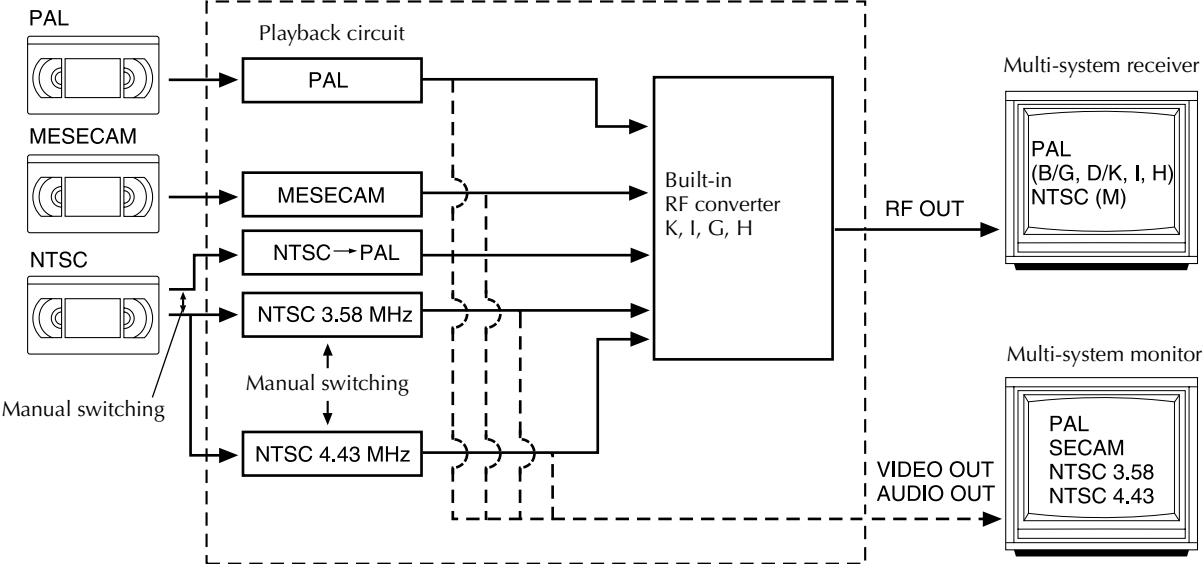 PAL
Playback circuit
PAL
MESECAM
MESECAM
NTSC
NTSC→PAL
NTSC 3.58 MHz
Manual switching
Manual switching
NTSC 4.43 MHz
Built-in
RF converter
K, I, G, H
RF OUT
Multi-system receiver
PAL
(B/G, D/K, I, H)
NTSC (M)
VIDEO OUT
AUDIO OUT
Multi-system monitor
PAL
SECAM
NTSC 3.58
NTSC 4.43